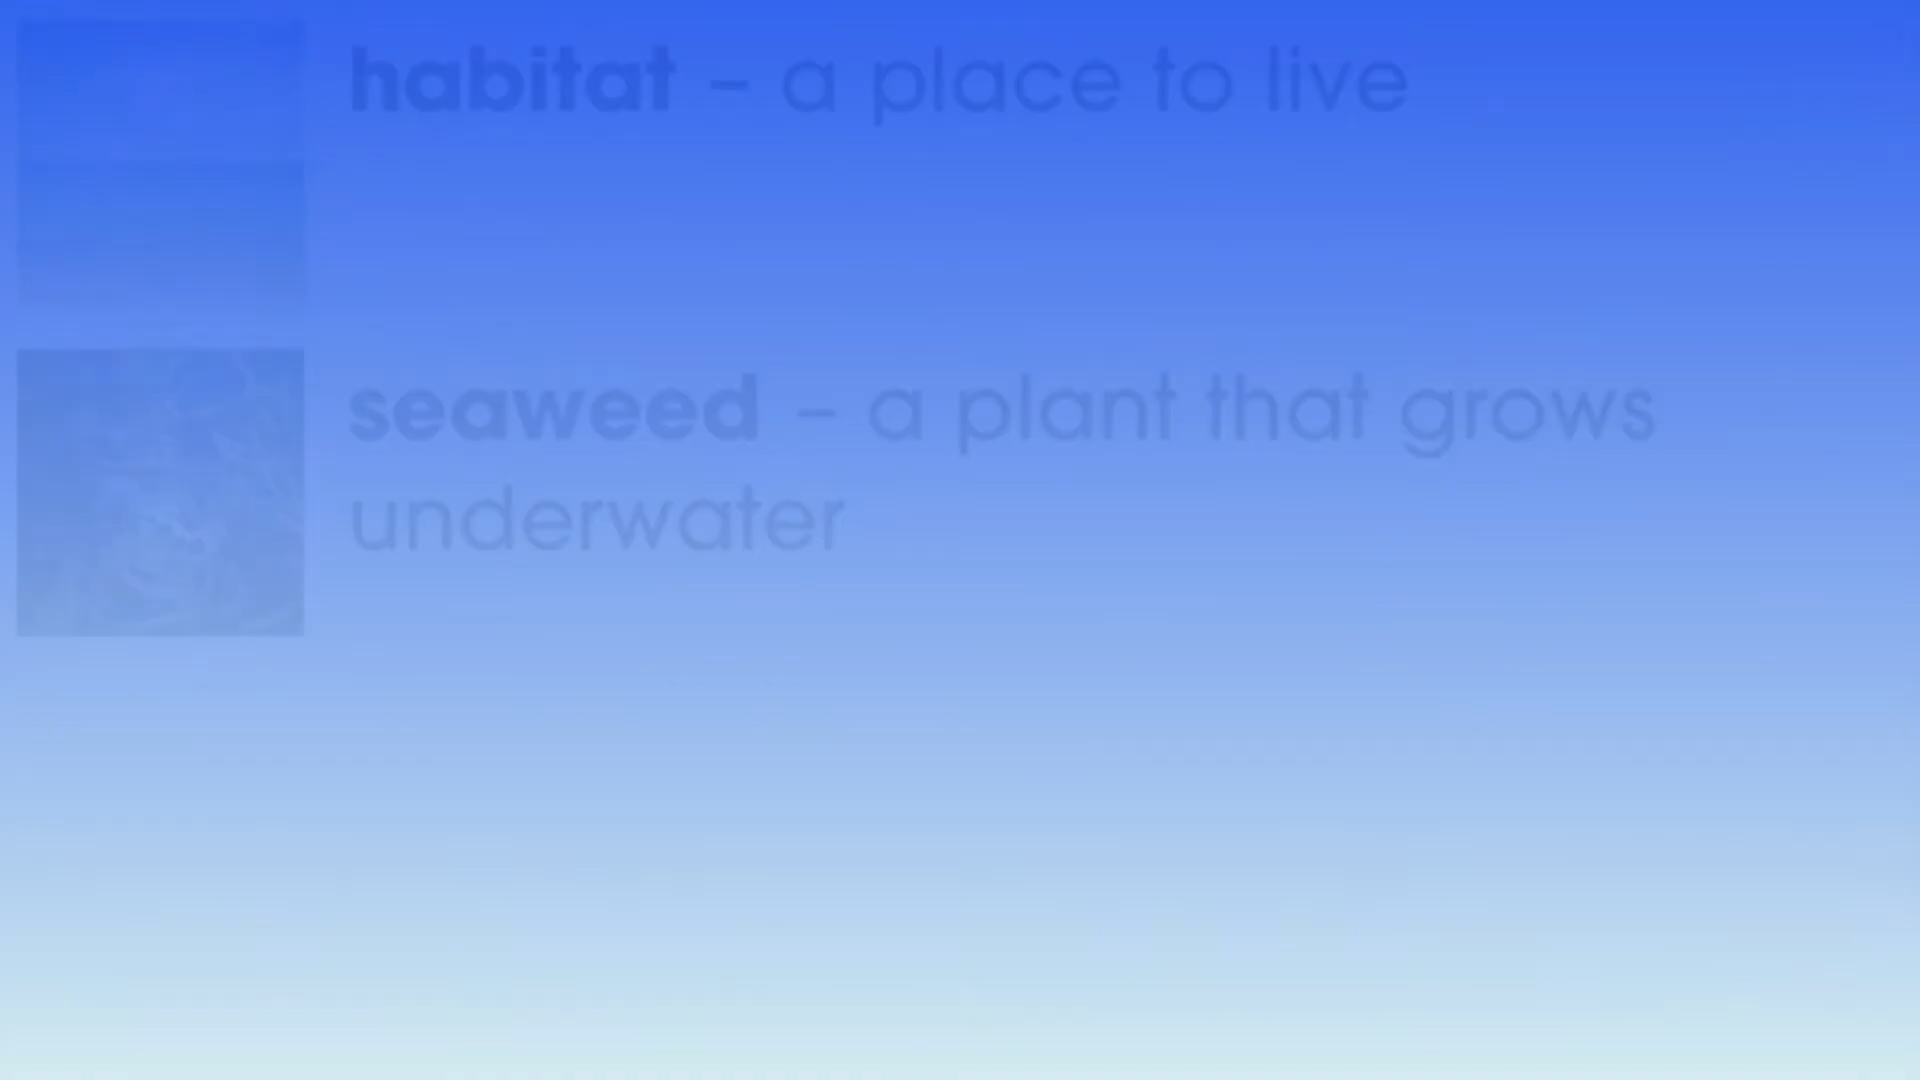 habitat – a place to live
seaweed – a plant that grows
underwater